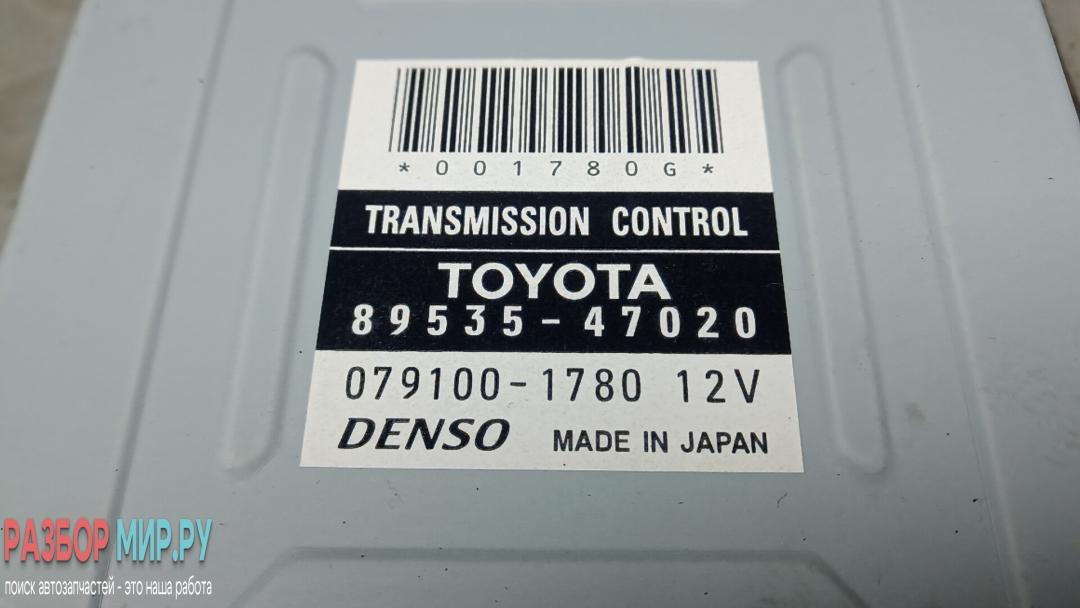 *001780G*
TRANSMISSION CONTROL
TOYOTA
89535-47020
079100-1780 12V
DENSO MADE IN JAPAN
РАЗБОР МИР.РУ
поиск автозапчастей - это наша работа